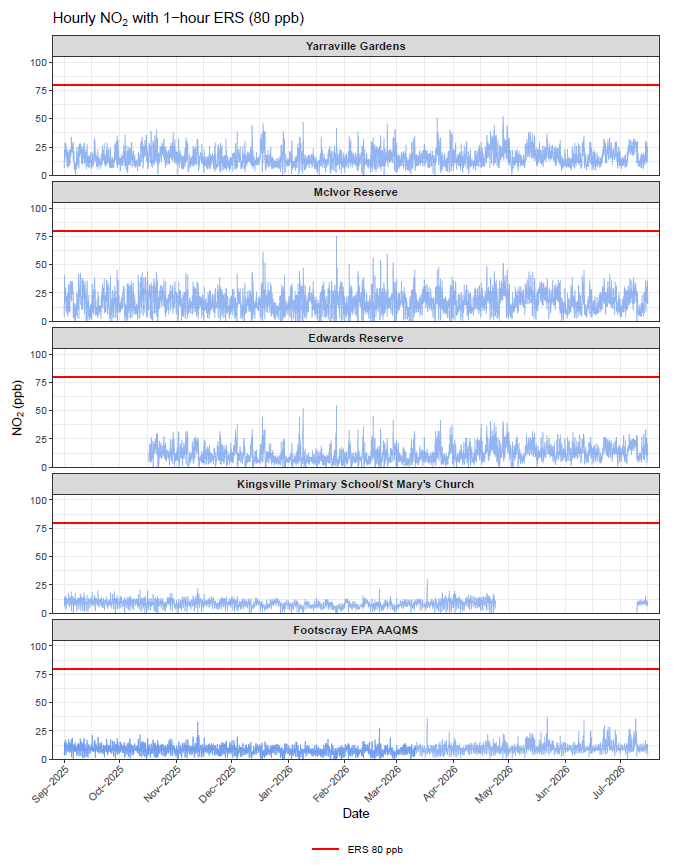 Hourly NO₂ with 1−hour ERS (80 ppb)
Yarraville Gardens
100
75
50
25
0
McIvor Reserve
100
75
50
25
0
Edwards Reserve
100
75
50
25
0
Kingsville Primary School/St Mary's Church
100
75
50
25
0
Footscray EPA AAQMS
100
75
50
25
0
NO₂ (ppb)
Sep−2025
Oct−2025
Nov−2025
Dec−2025
Jan−2026
Feb−2026
Mar−2026
Apr−2026
May−2026
Jun−2026
Jul−2026
Date
ERS 80 ppb